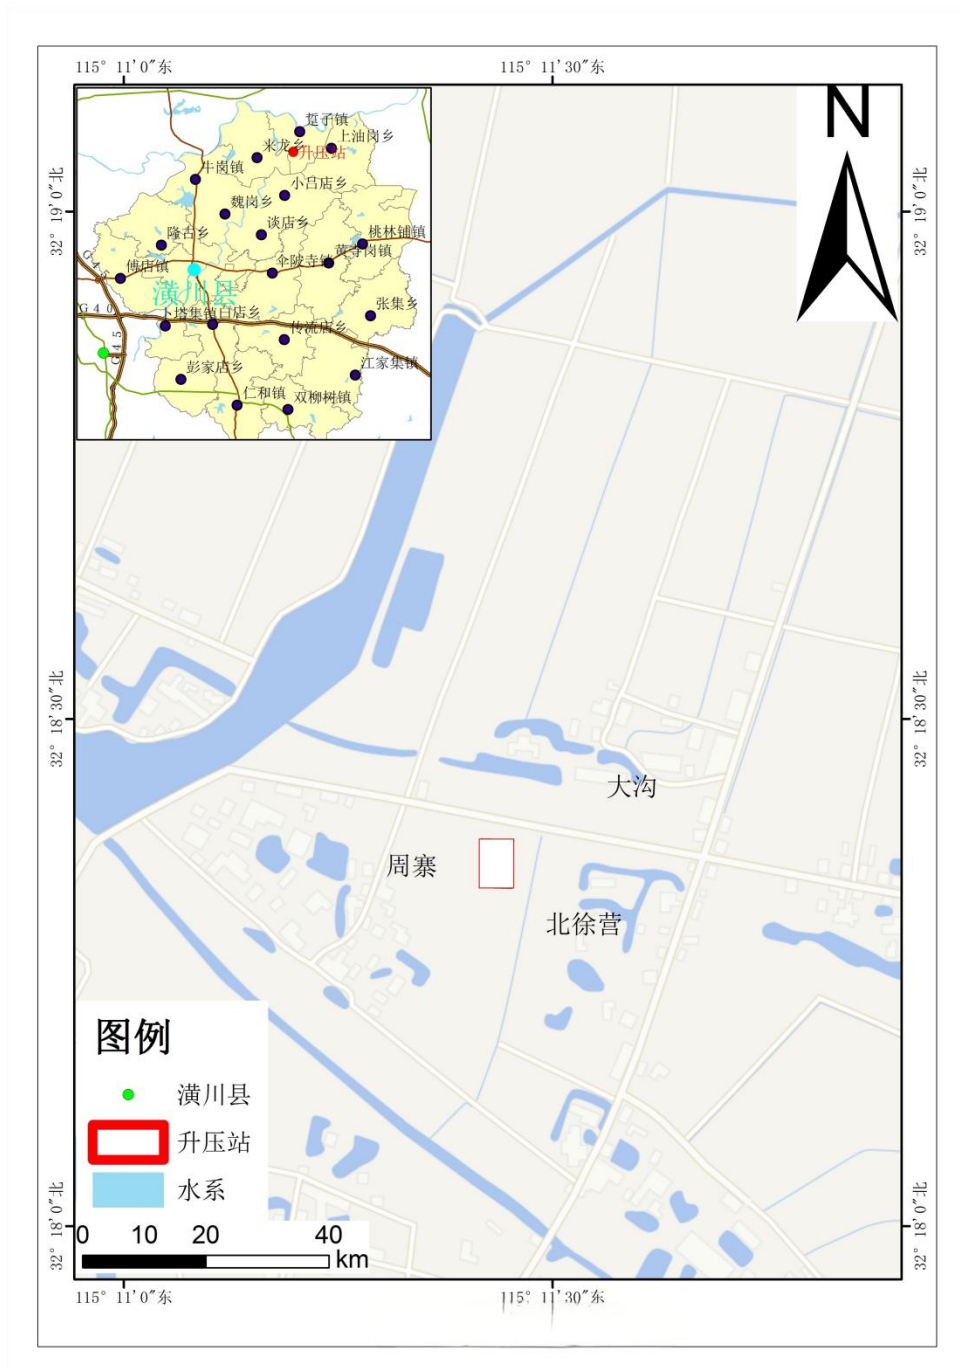 115° 11′0″东
115° 11′30″东
32° 19′0″北
32° 19′0″北
N
踅孑镇
上油岗乡
来龙乡
升压站
牛岗镇
小吕店乡
魏岗乡
谈店乡
桃林铺镇
隆古乡
黄寺岗镇
傅店镇
伞陂寺镇
G45
潢川县
张集乡
G40
卜塔集镇
白店乡
传流店乡
G45
彭家店乡
江家集镇
仁和镇
双柳树镇
32° 18′30″北
32° 18′30″北
大沟
周寨
北徐营
图例
潢川县
升压站
水系
32° 18′0″北
32° 18′0″北
0 10 20 40
km
115° 11′0″东
115° 11′30″东